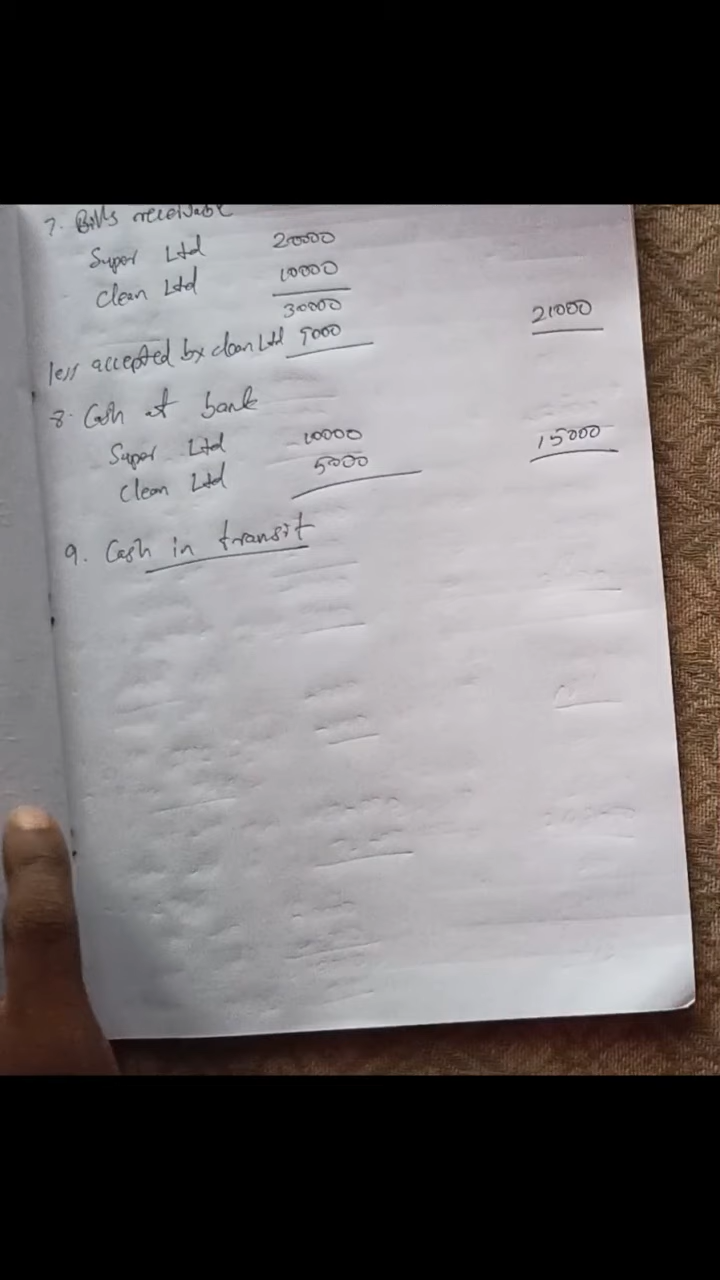 7. Bills receivable
Super Ltd 20000
Clean Ltd 10000
30000
less accepted by clean Ltd 9000 21000
8. Cash at bank
Super Ltd 10000
Clean Ltd 5000 15000
9. Cash in transit